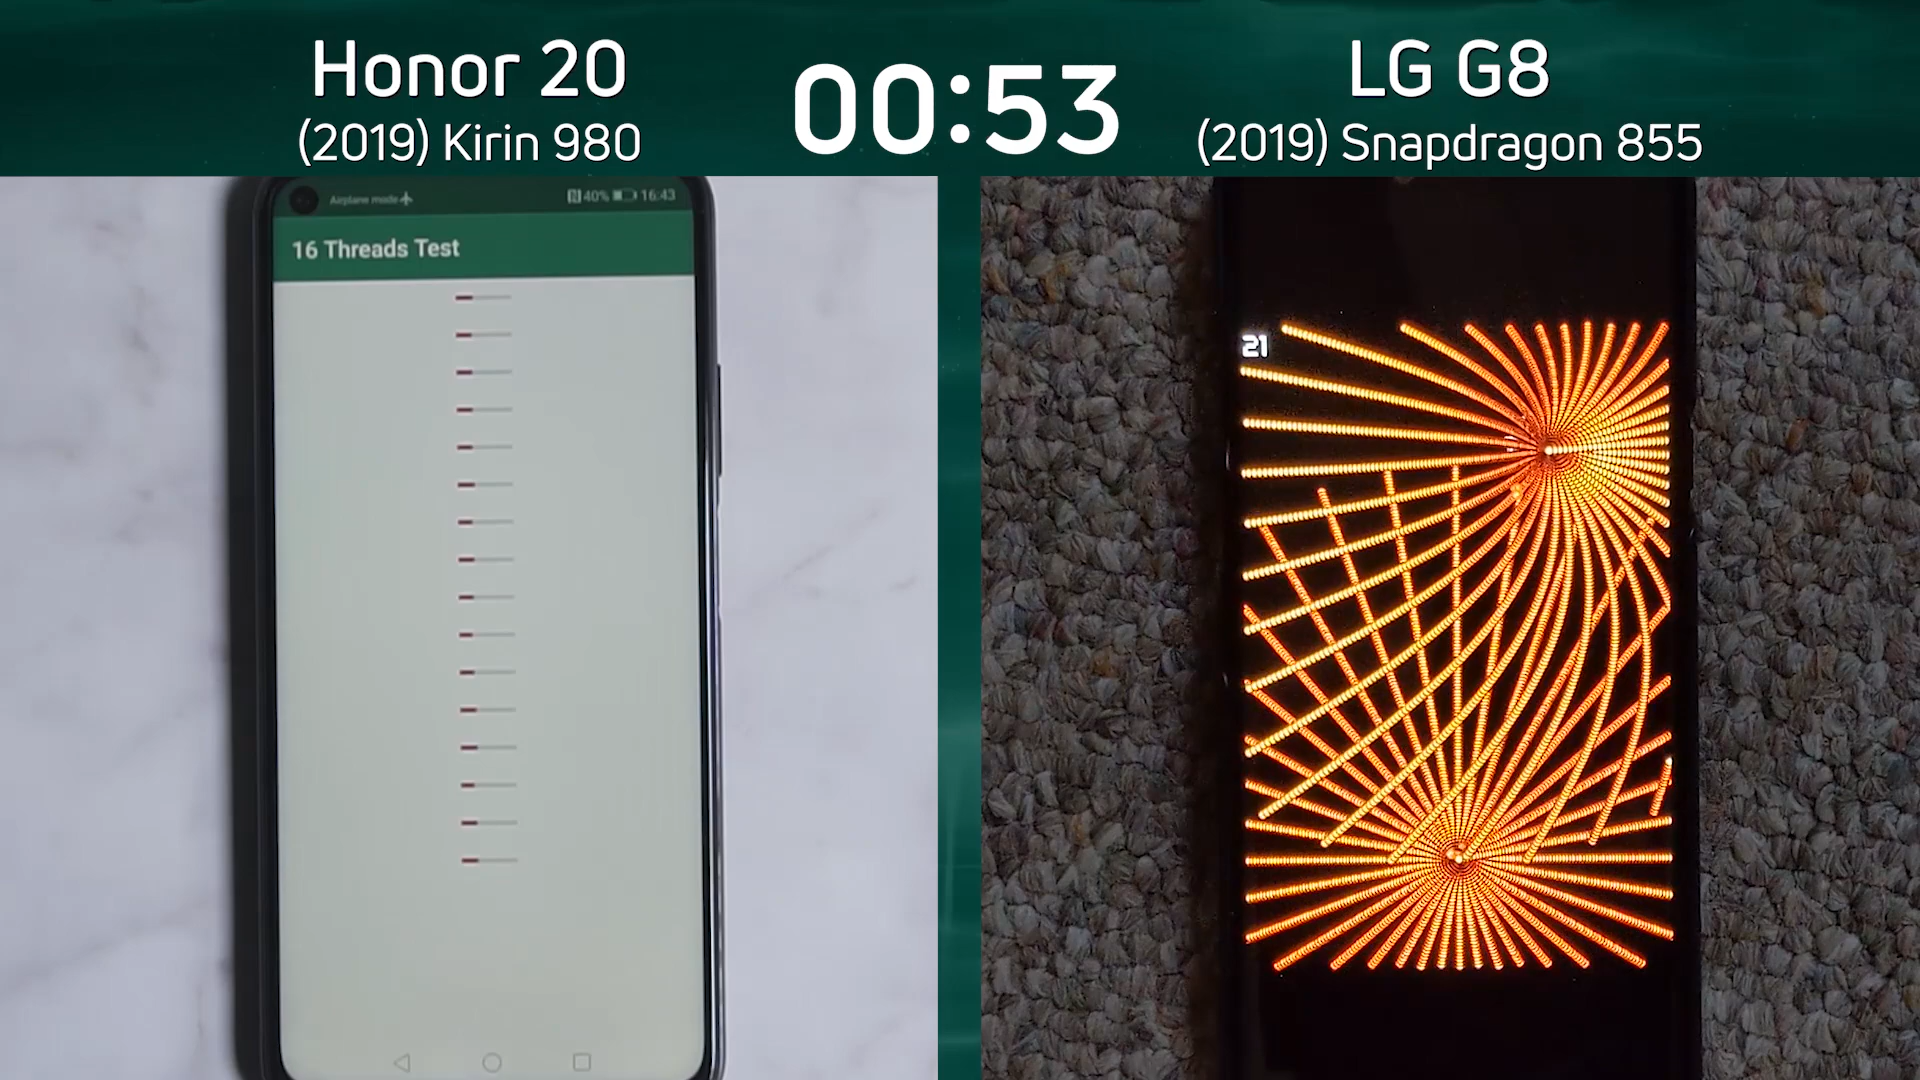 Honor 20
(2019) Kirin 980
00:53
LG G8
(2019) Snapdragon 855
Airplane mode
40% 16:43
16 Threads Test
21